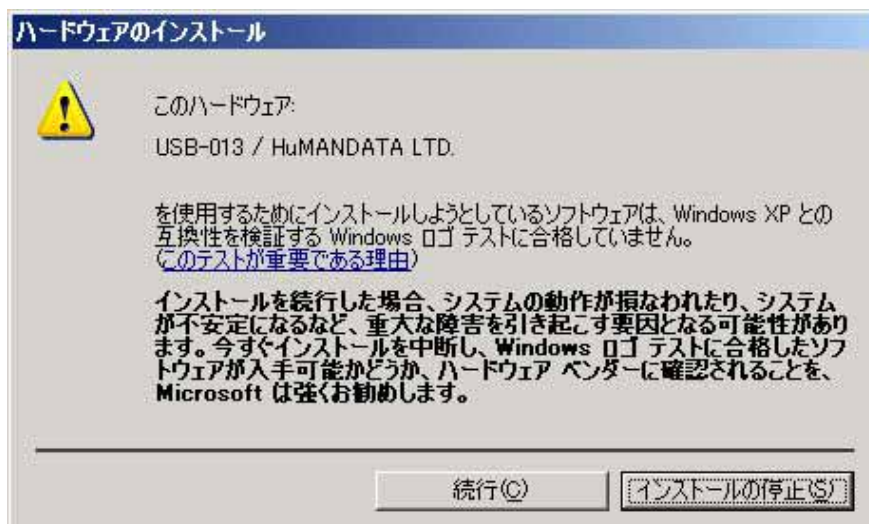 ハードウェアのインストール
このハードウェア:
USB-013 / HuMANDATA LTD.
を使用するためにインストールしようとしているソフトウェアは、Windows XP との
互換性を検証する Windows ロゴ テストに合格していません。
(このテストが重要である理由)
インストールを続行した場合、システムの動作が損なわれたり、システム
が不安定になるなど、重大な障害を引き起こす要因となる可能性があり
ます。今すぐインストールを中断し、Windows ロゴ テストに合格したソフ
トウェアが入手可能かどうか、ハードウェア ベンダーに確認されることを、
Microsoft は強くお勧めします。
続行(C)
インストールの停止(S)